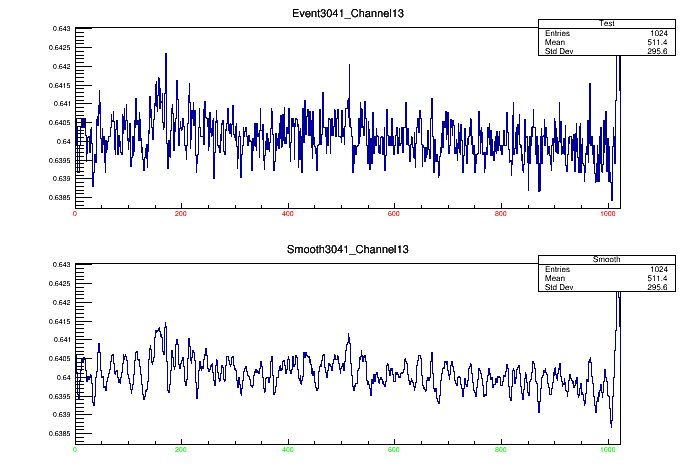 Event3041_Channel13
Test
Entries 1024
Mean 511.4
Std Dev 295.6
0.643
0.6425
0.642
0.6415
0.641
0.6405
0.64
0.6395
0.639
0.6385
0 200 400 600 800 1000
Smooth3041_Channel13
Smooth
Entries 1024
Mean 511.4
Std Dev 295.6
0.643
0.6425
0.642
0.6415
0.641
0.6405
0.64
0.6395
0.639
0.6385
0 200 400 600 800 1000